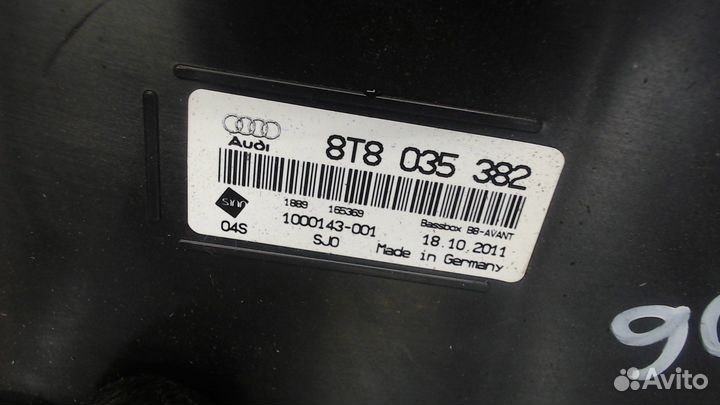 Audi
8T8 035 382
1889 165369
Bassbox B8-AVANT
1000143-001
18.10.2011
04S
SJ0
Made in Germany
Avito